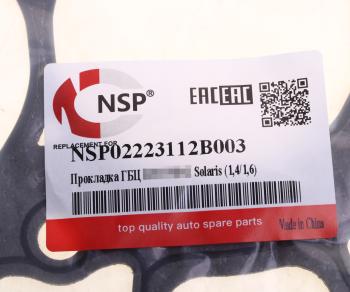 NSP®
EAC EAC
REPLACEMENT FOR
NSP02223112B003
Прокладка ГБЦ Solaris (1,4/1,6)
top quality auto spare parts
Made in China